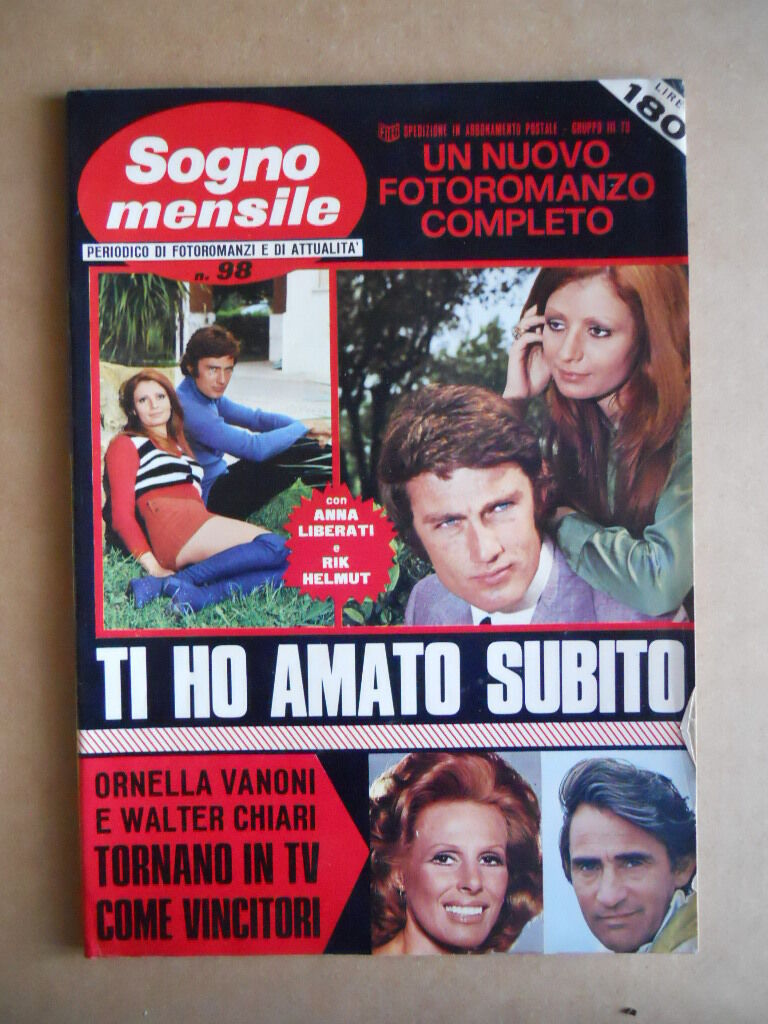 LIRE
180
Sogno
mensile
PERIODICO DI FOTOROMANZI E DI ATTUALITA'
n. 98
SPEDIZIONE IN ABBONAMENTO POSTALE - GRUPPO III 70
UN NUOVO
FOTOROMANZO
COMPLETO
con
ANNA
LIBERATI
e
RIK
HELMUT
TI HO AMATO SUBITO
ORNELLA VANONI
E WALTER CHIARI
TORNANO IN TV
COME VINCITORI